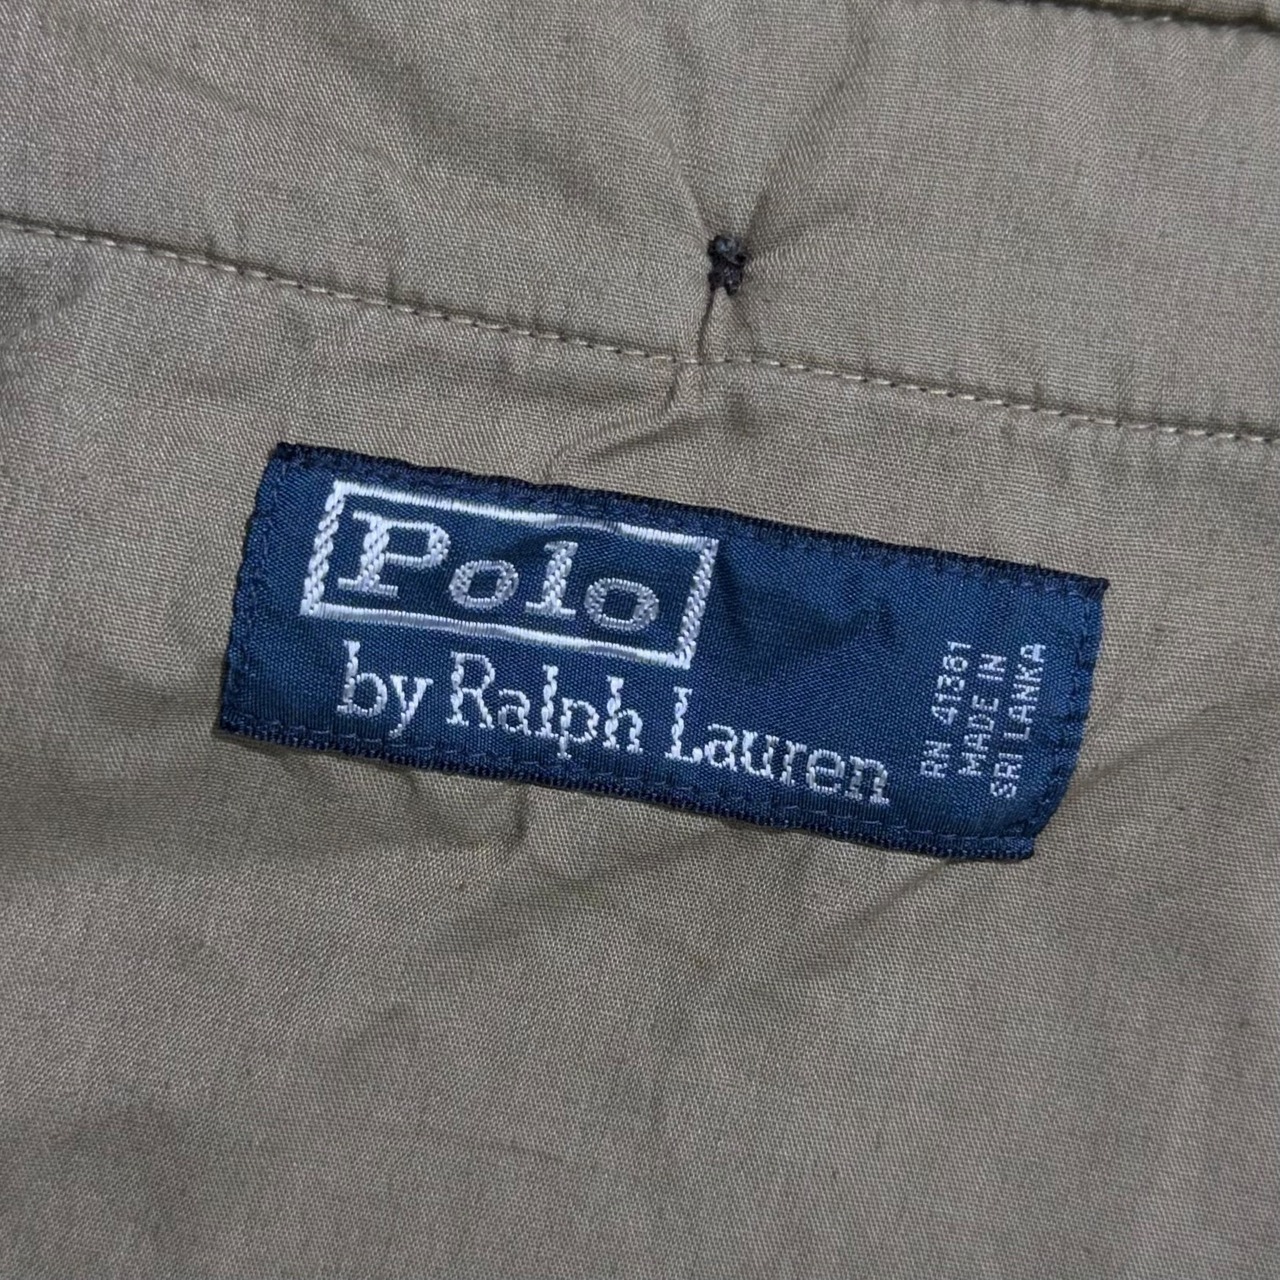 Polo
by Ralph Lauren
RN 41381
MADE IN
SRI LANKA